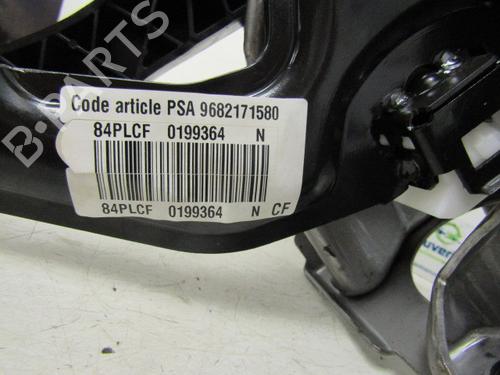 Code article PSA 9682171580
84PLCF 0199364 N
84PLCF 0199364 N CF
B-PARTS